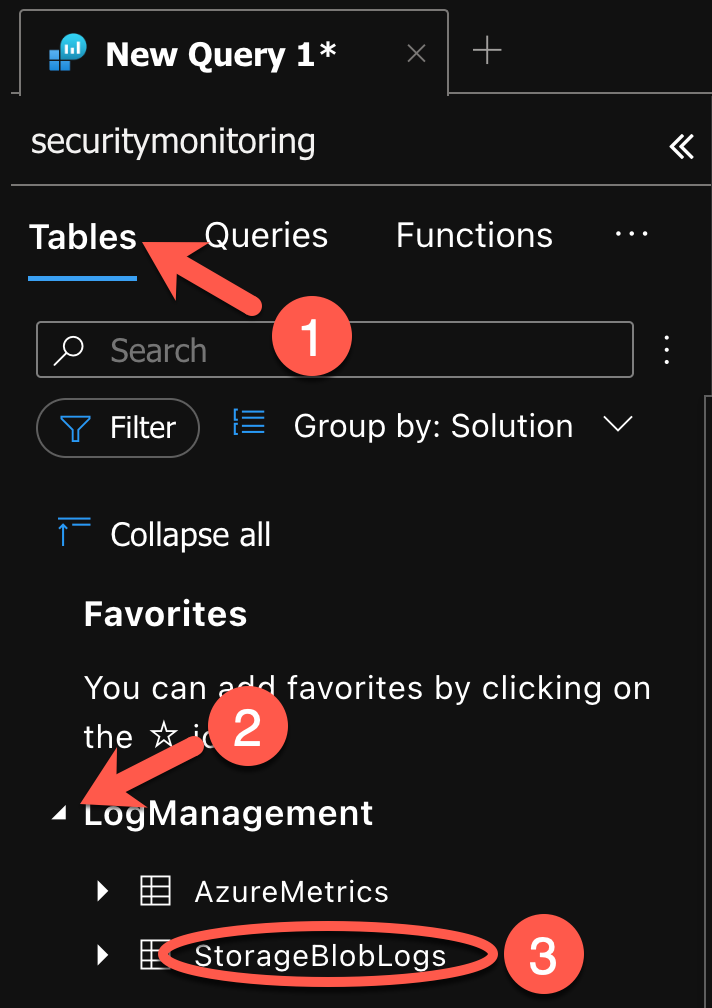 New Query 1*
securitymonitoring
Tables Queries Functions ...
1
Search
Filter Group by: Solution
Collapse all
Favorites
You can add favorites by clicking on
the
2
LogManagement
AzureMetrics
StorageBlobLogs 3